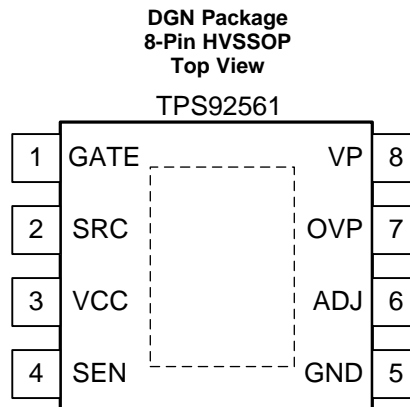 DGN Package
8-Pin HVSSOP
Top View
TPS92561
1 GATE VP 8
2 SRC OVP 7
3 VCC ADJ 6
4 SEN GND 5